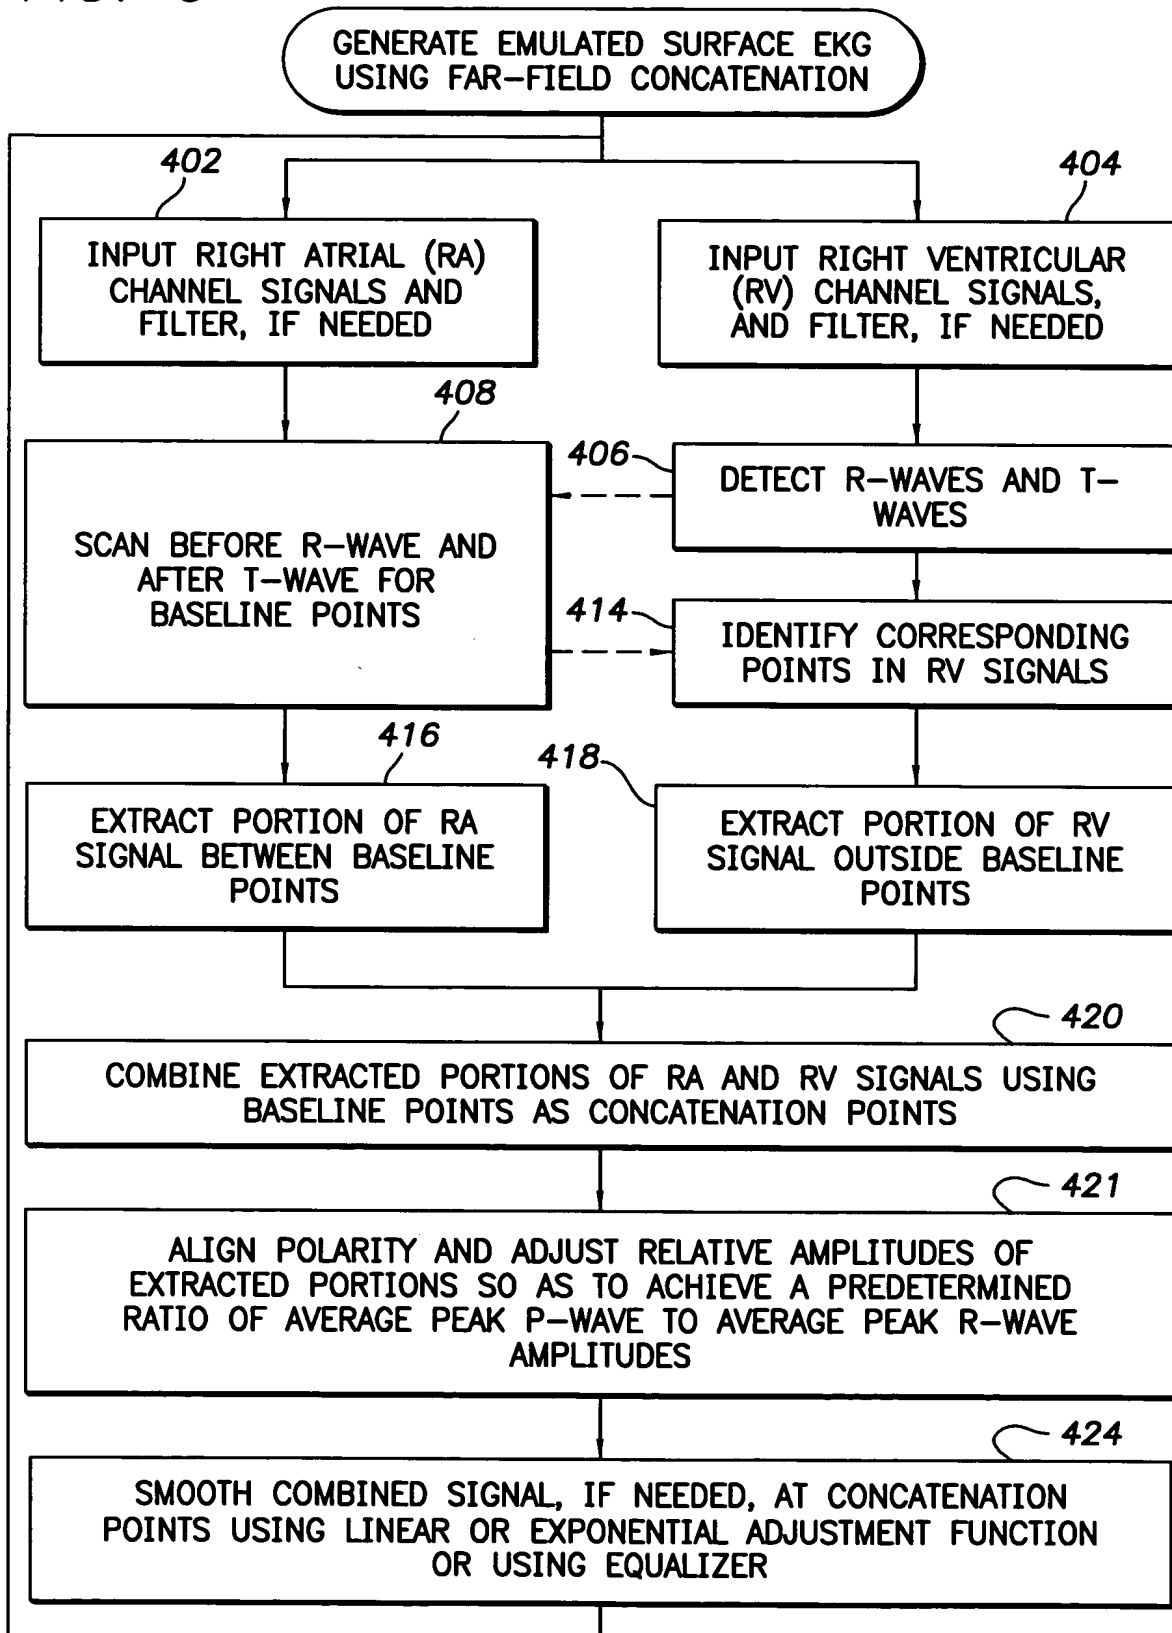 GENERATE EMULATED SURFACE EKG
USING FAR-FIELD CONCATENATION
402
404
INPUT RIGHT ATRIAL (RA)
CHANNEL SIGNALS AND
FILTER, IF NEEDED
INPUT RIGHT VENTRICULAR
(RV) CHANNEL SIGNALS,
AND FILTER, IF NEEDED
408
406
DETECT R-WAVES AND T-
WAVES
SCAN BEFORE R-WAVE AND
AFTER T-WAVE FOR
BASELINE POINTS
414
IDENTIFY CORRESPONDING
POINTS IN RV SIGNALS
416
418
EXTRACT PORTION OF RA
SIGNAL BETWEEN BASELINE
POINTS
EXTRACT PORTION OF RV
SIGNAL OUTSIDE BASELINE
POINTS
420
COMBINE EXTRACTED PORTIONS OF RA AND RV SIGNALS USING
BASELINE POINTS AS CONCATENATION POINTS
421
ALIGN POLARITY AND ADJUST RELATIVE AMPLITUDES OF
EXTRACTED PORTIONS SO AS TO ACHIEVE A PREDETERMINED
RATIO OF AVERAGE PEAK P-WAVE TO AVERAGE PEAK R-WAVE
AMPLITUDES
424
SMOOTH COMBINED SIGNAL, IF NEEDED, AT CONCATENATION
POINTS USING LINEAR OR EXPONENTIAL ADJUSTMENT FUNCTION
OR USING EQUALIZER